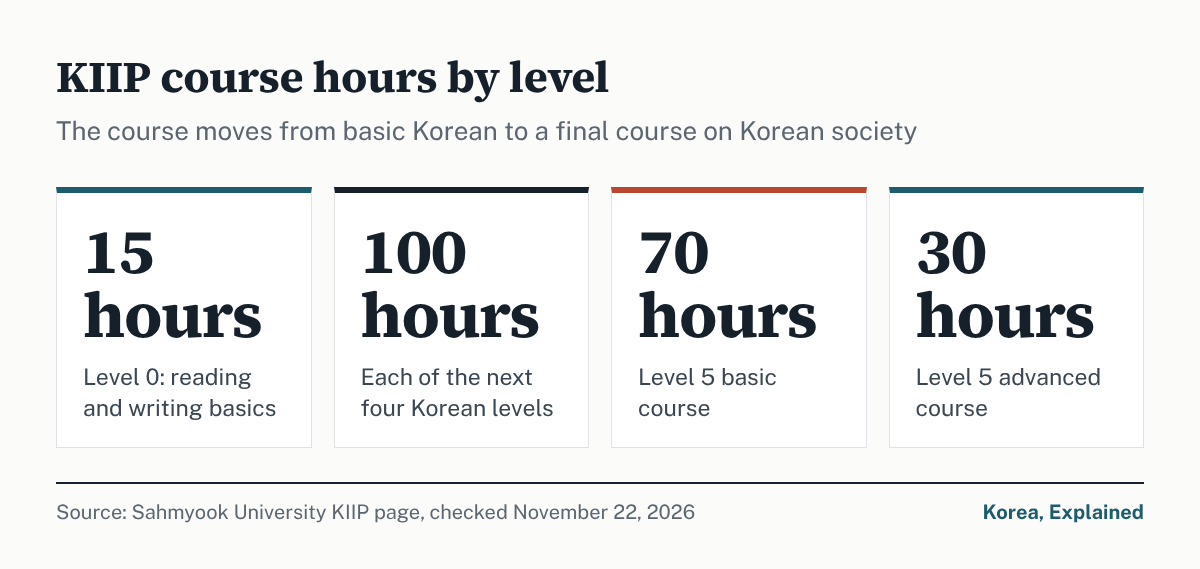 KIIP course hours by level
The course moves from basic Korean to a final course on Korean society
15
hours
Level 0: reading
and writing basics
100
hours
Each of the next
four Korean levels
70
hours
Level 5 basic
course
30
hours
Level 5 advanced
course
Source: Sahmyook University KIIP page, checked November 22, 2026
Korea, Explained